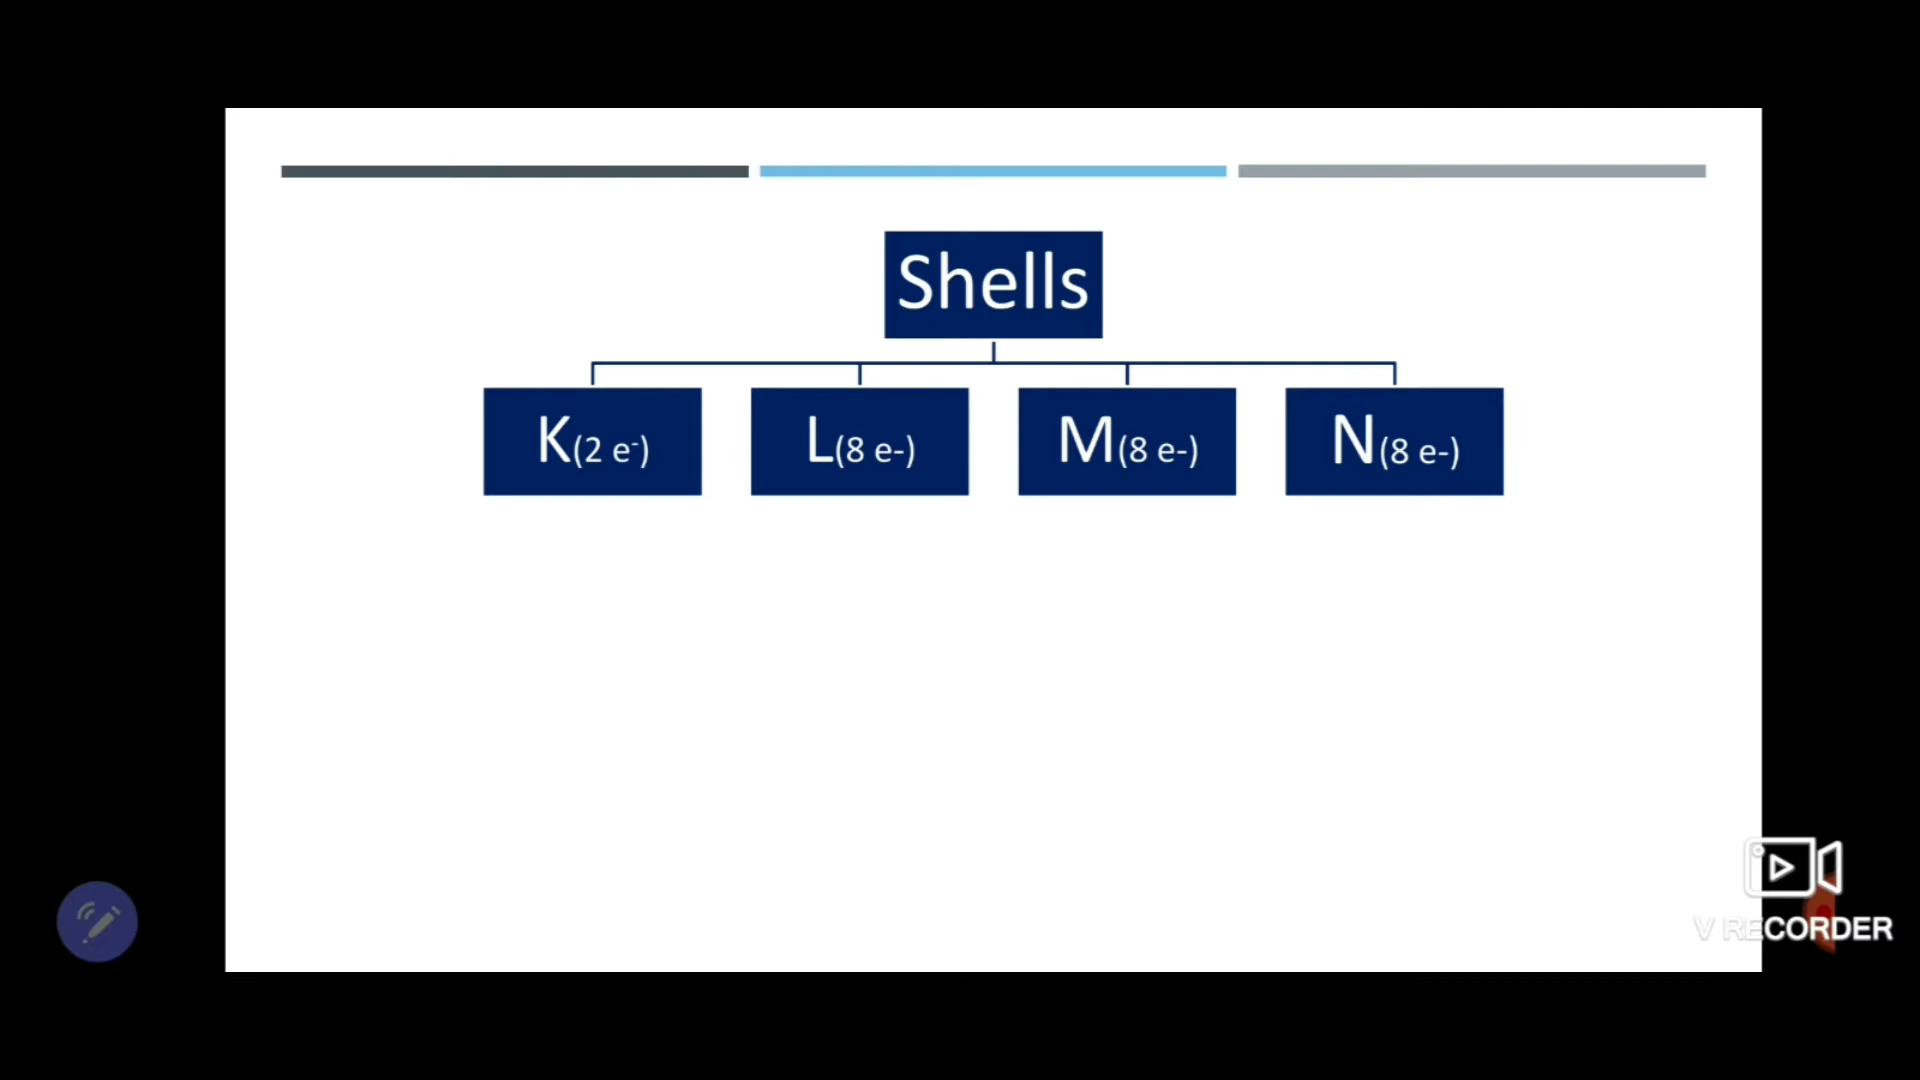 Shells
K(2 e-)
L(8 e-)
M(8 e-)
N(8 e-)
V RECORDER